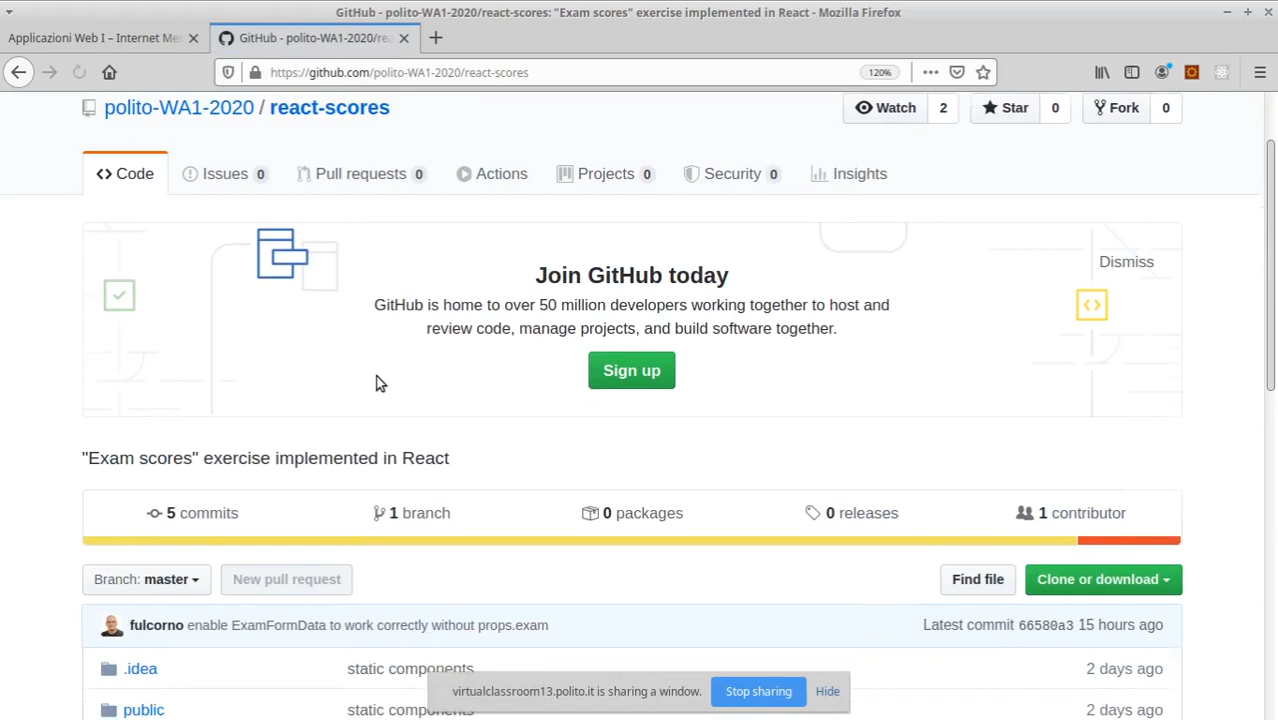 GitHub - polito-WA1-2020/react-scores: "Exam scores" exercise implemented in React - Mozilla Firefox
Applicazioni Web I – Internet Me
GitHub - polito-WA1-2020/rea
https://github.com/polito-WA1-2020/react-scores
120%
polito-WA1-2020 / react-scores
Watch 2
Star 0
Fork 0
Code
Issues 0
Pull requests 0
Actions
Projects 0
Security 0
Insights
Join GitHub today
Dismiss
GitHub is home to over 50 million developers working together to host and
review code, manage projects, and build software together.
Sign up
"Exam scores" exercise implemented in React
5 commits
1 branch
0 packages
0 releases
1 contributor
Branch: master
New pull request
Find file
Clone or download
fulcorno enable ExamFormData to work correctly without props.exam
Latest commit 66580a3 15 hours ago
.idea
static components
2 days ago
virtualclassroom13.polito.it is sharing a window.
Stop sharing
Hide
public
static components
2 days ago